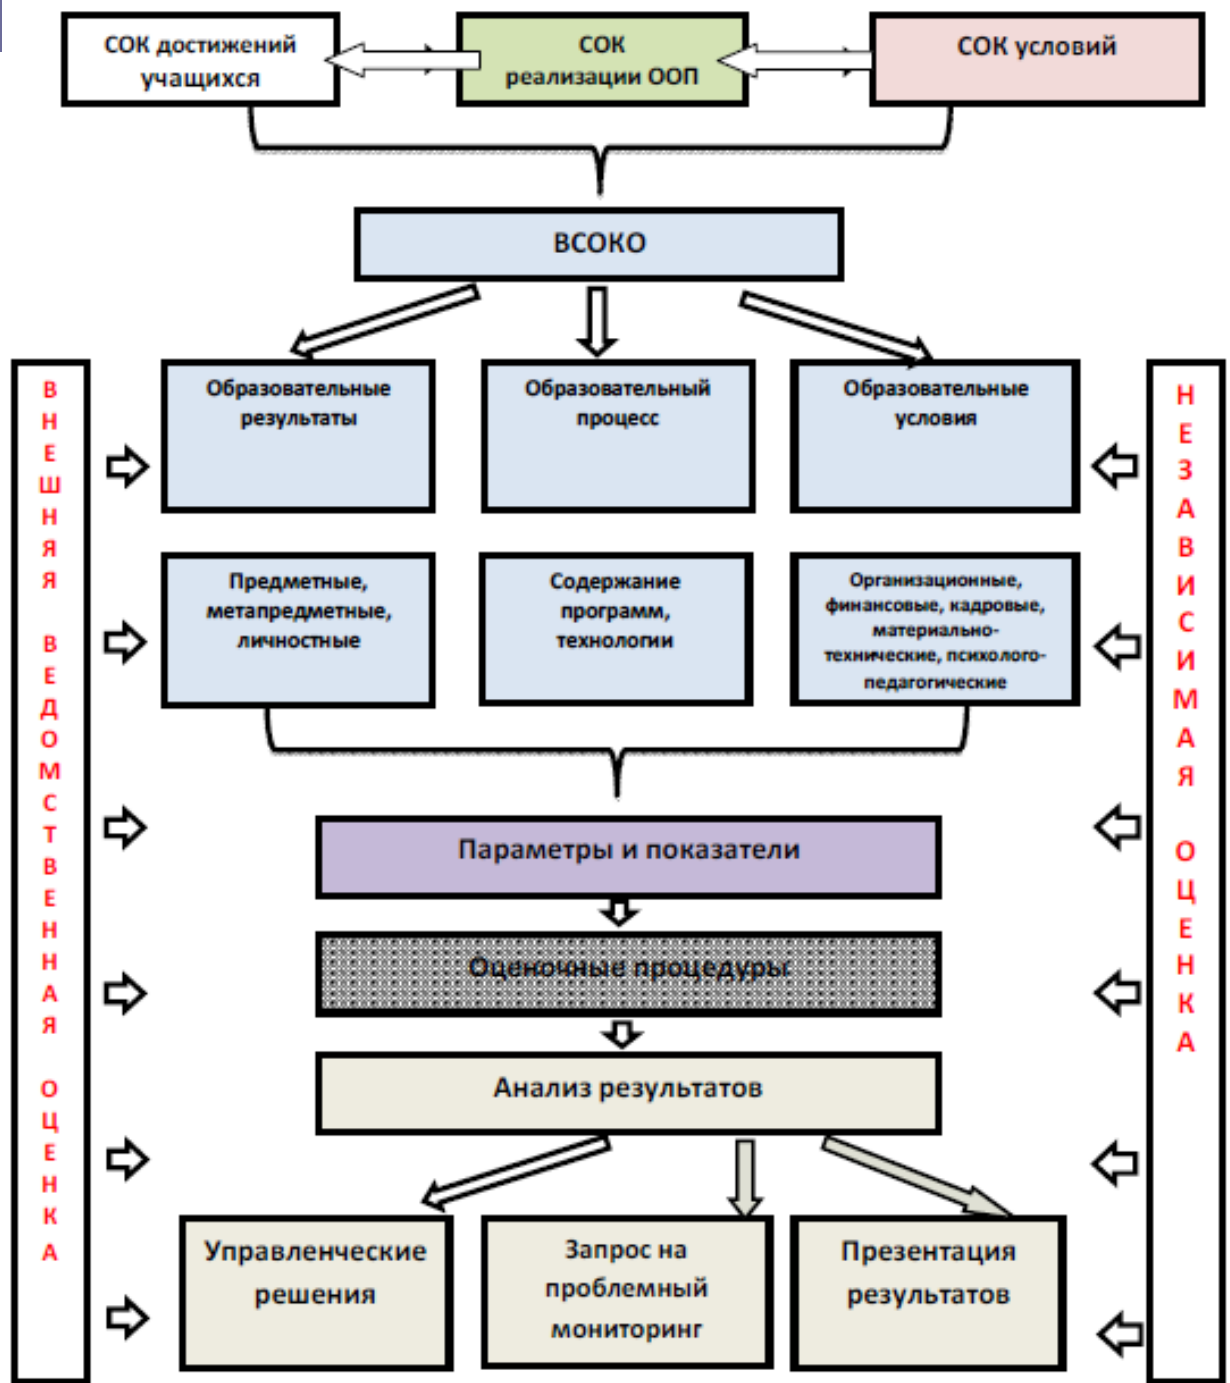 СОК достижений
учащихся
СОК
реализации ООП
СОК условий
ВСОКО
ВНЕШНЯЯ ВЕДОМСТВЕННАЯ ОЦЕНКА
Образовательные
результаты
Образовательный
процесс
Образовательные
условия
НЕЗАВИСИМАЯ ОЦЕНКА
Предметные,
метапредметные,
личностные
Содержание
программ,
технологии
Организационные,
финансовые, кадровые,
материально-
технические, психолого-
педагогические
Параметры и показатели
Оценочные процедуры
Анализ результатов
Управленческие
решения
Запрос на
проблемный
мониторинг
Презентация
результатов